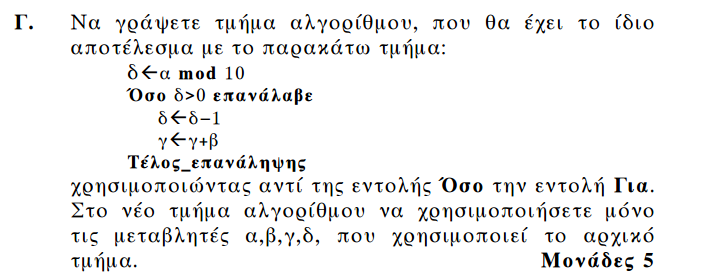 Γ. Να γράψετε τμήμα αλγορίθμου, που θα έχει το ίδιο
αποτέλεσμα με το παρακάτω τμήμα:
δ←α mod 10
Όσο δ>0 επανάλαβε
δ←δ−1
γ←γ+β
Τέλος_επανάληψης
χρησιμοποιώντας αντί της εντολής Όσο την εντολή Για.
Στο νέο τμήμα αλγορίθμου να χρησιμοποιήσετε μόνο
τις μεταβλητές α,β,γ,δ, που χρησιμοποιεί το αρχικό
τμήμα. Μονάδες 5